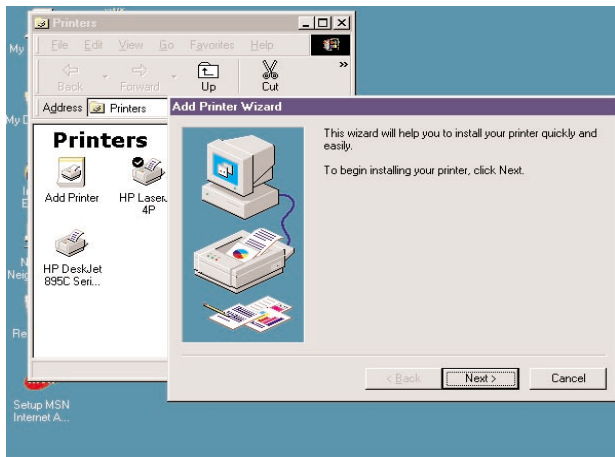 Printers
File Edit View Go Favorites Help
Back Forward Up Cut
»
Address Printers
Printers
Add Printer
HP
4P
HP DeskJet
895C Seri...
My
Setup MSN
Internet A...
Add Printer Wizard
This wizard will help you to install your printer quickly and
easily.
To begin installing your printer, click Next.
< Back Next > Cancel